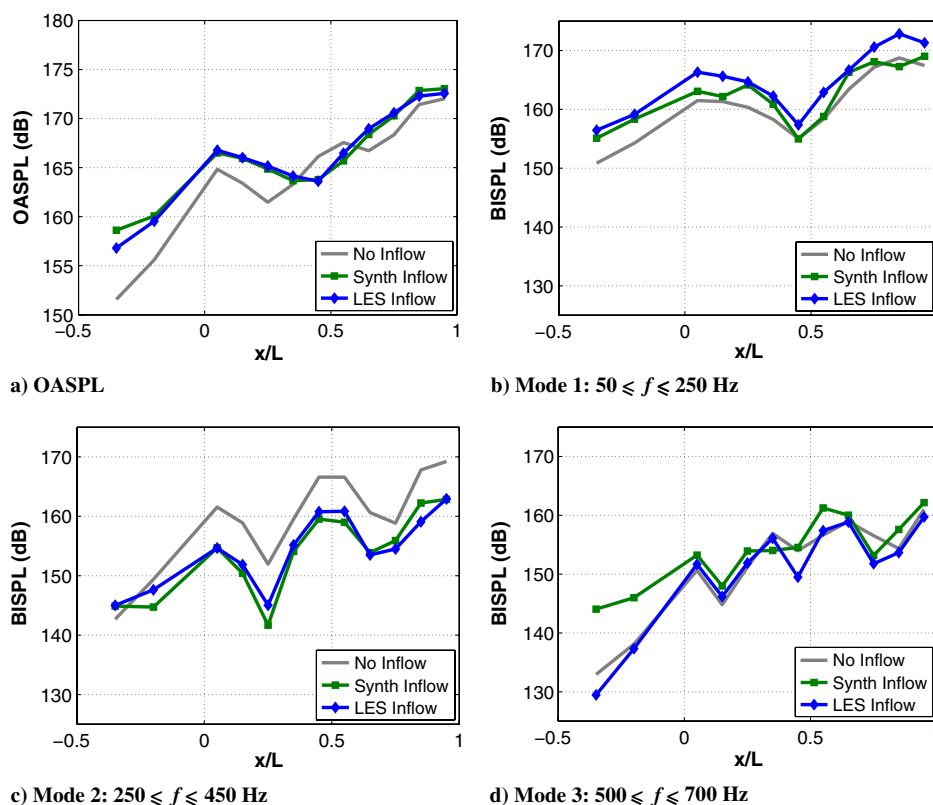 180
175
170
165
160
155
150
OASPL (dB)
−0.5
0
0.5
1
x/L
No Inflow
Synth Inflow
LES Inflow
a) OASPL
170
160
150
140
130
BISPL (dB)
−0.5
0
0.5
x/L
No Inflow
Synth Inflow
LES Inflow
b) Mode 1: 50 ⩽ f ⩽ 250 Hz
170
160
150
140
130
BISPL (dB)
−0.5
0
0.5
1
x/L
No Inflow
Synth Inflow
LES Inflow
c) Mode 2: 250 ⩽ f ⩽ 450 Hz
170
160
150
140
130
BISPL (dB)
−0.5
0
0.5
x/L
No Inflow
Synth Inflow
LES Inflow
d) Mode 3: 500 ⩽ f ⩽ 700 Hz